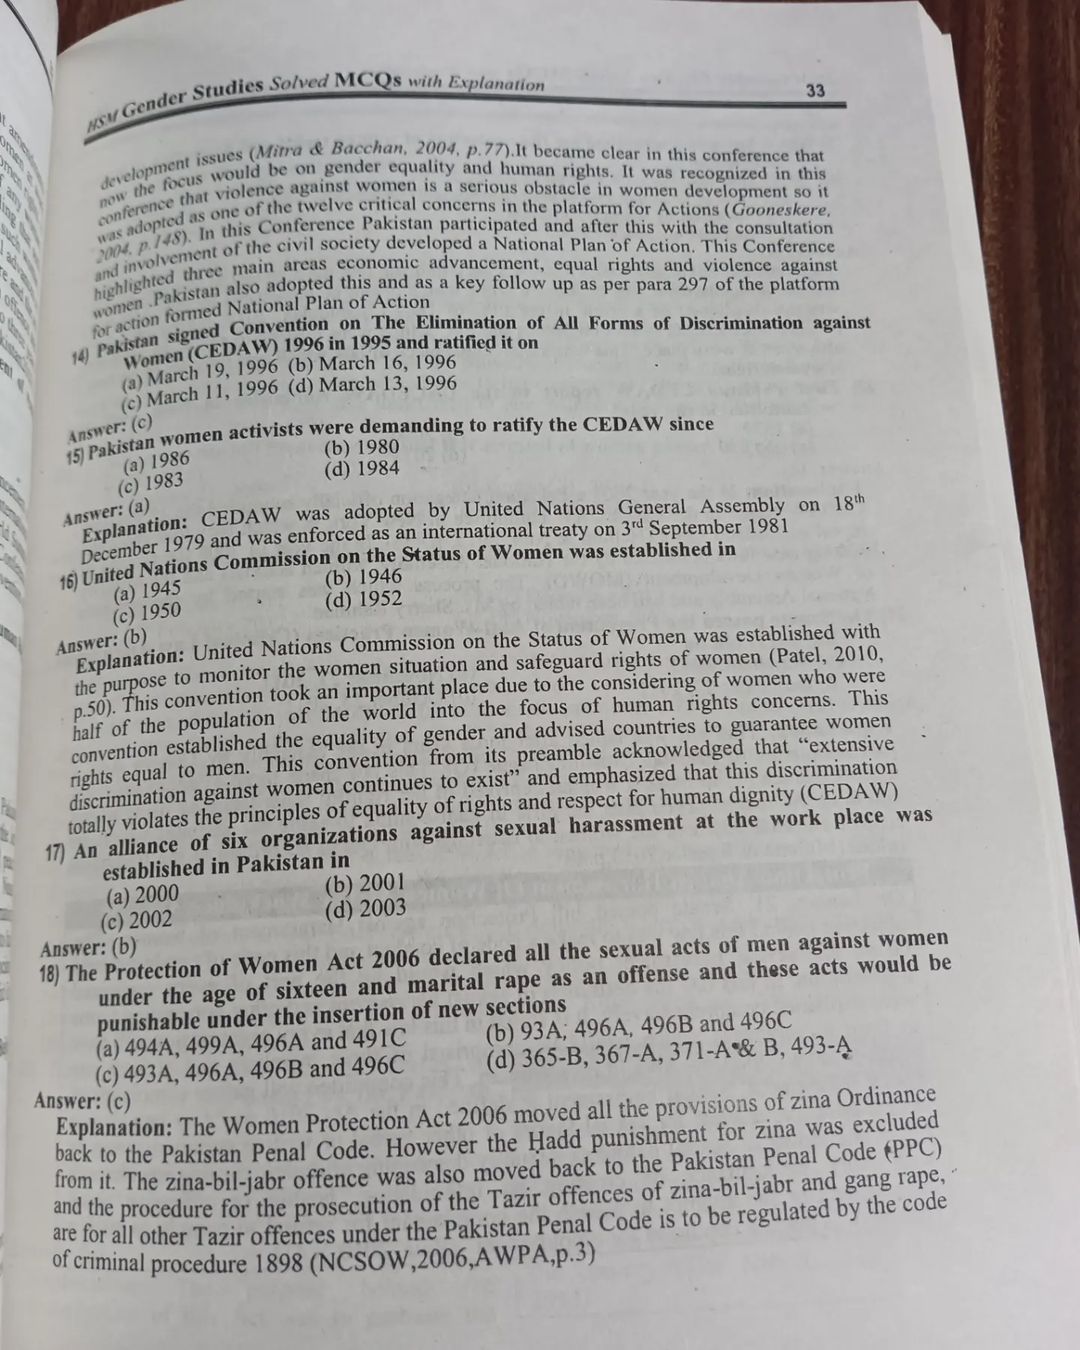 HSM Gender Studies Solved MCQs with Explanation 33
development issues (Mitra & Bacchan, 2004, p.77).It became clear in this conference that
now the focus would be on gender equality and human rights. It was recognized in this
conference that violence against women is a serious obstacle in women development so it
was adopted as one of the twelve critical concerns in the platform for Actions (Gooneskere,
2004, p.148). In this Conference Pakistan participated and after this with the consultation
and involvement of the civil society developed a National Plan of Action. This Conference
highlighted three main areas economic advancement, equal rights and violence against
women .Pakistan also adopted this and as a key follow up as per para 297 of the platform
for action formed National Plan of Action
14) Pakistan signed Convention on The Elimination of All Forms of Discrimination against
Women (CEDAW) 1996 in 1995 and ratified it on
(a) March 19, 1996 (b) March 16, 1996
(c) March 11, 1996 (d) March 13, 1996
Answer: (c)
15) Pakistan women activists were demanding to ratify the CEDAW since
(a) 1986 (b) 1980
(c) 1983 (d) 1984
Answer: (a)
Explanation: CEDAW was adopted by United Nations General Assembly on 18th
December 1979 and was enforced as an international treaty on 3rd September 1981
16) United Nations Commission on the Status of Women was established in
(a) 1945 (b) 1946
(c) 1950 (d) 1952
Answer: (b)
Explanation: United Nations Commission on the Status of Women was established with
the purpose to monitor the women situation and safeguard rights of women (Patel, 2010,
p.50). This convention took an important place due to the considering of women who were
half of the population of the world into the focus of human rights concerns. This
convention established the equality of gender and advised countries to guarantee women
rights equal to men. This convention from its preamble acknowledged that “extensive
discrimination against women continues to exist” and emphasized that this discrimination
totally violates the principles of equality of rights and respect for human dignity (CEDAW)
17) An alliance of six organizations against sexual harassment at the work place was
established in Pakistan in
(a) 2000 (b) 2001
(c) 2002 (d) 2003
Answer: (b)
18) The Protection of Women Act 2006 declared all the sexual acts of men against women
under the age of sixteen and marital rape as an offense and these acts would be
punishable under the insertion of new sections
(a) 494A, 499A, 496A and 491C (b) 93A, 496A, 496B and 496C
(c) 493A, 496A, 496B and 496C (d) 365-B, 367-A, 371-A & B, 493-A
Answer: (c)
Explanation: The Women Protection Act 2006 moved all the provisions of zina Ordinance
back to the Pakistan Penal Code. However the Hadd punishment for zina was excluded
from it. The zina-bil-jabr offence was also moved back to the Pakistan Penal Code (PPC)
and the procedure for the prosecution of the Tazir offences of zina-bil-jabr and gang rape,
are for all other Tazir offences under the Pakistan Penal Code is to be regulated by the code
of criminal procedure 1898 (NCSOW,2006,AWPA,p.3)